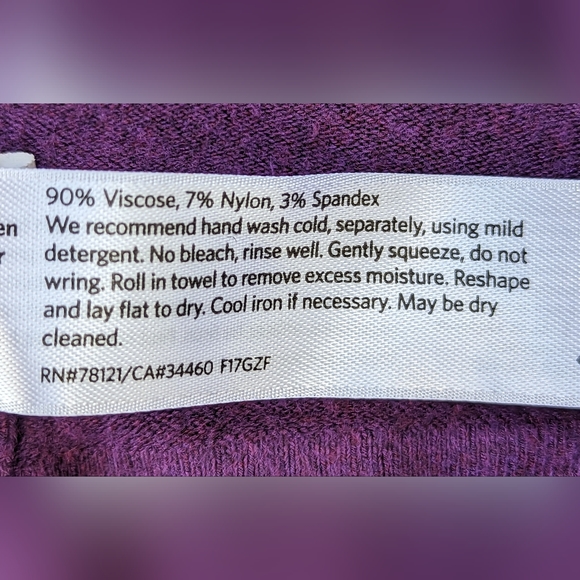 90% Viscose, 7% Nylon, 3% Spandex
We recommend hand wash cold, separately, using mild
detergent. No bleach, rinse well. Gently squeeze, do not
wring. Roll in towel to remove excess moisture. Reshape
and lay flat to dry. Cool iron if necessary. May be dry
cleaned.
RN#78121/CA#34460 F17GZF